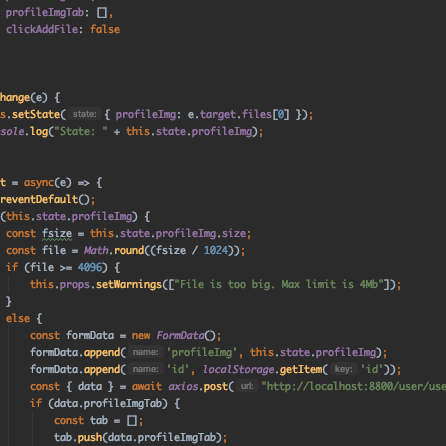 profileImgTab: [],
clickAddFile: false
hange(e) {
s.setState( state: { profileImg: e.target.files[0] });
nsole.log("State: " + this.state.profileImg);
t = async(e) => {
reventDefault();
(this.state.profileImg) {
const fsize = this.state.profileImg.size;
const file = Math.round((fsize / 1024));
if (file >= 4096) {
this.props.setWarnings(["File is too big. Max limit is 4Mb"]);
}
else {
const formData = new FormData();
formData.append( name: 'profileImg', this.state.profileImg);
formData.append( name: 'id', localStorage.getItem( key: 'id'));
const { data } = await axios.post( url: "http://localhost:8800/user/use
if (data.profileImgTab) {
const tab = [];
tab.push(data.profileImgTab);